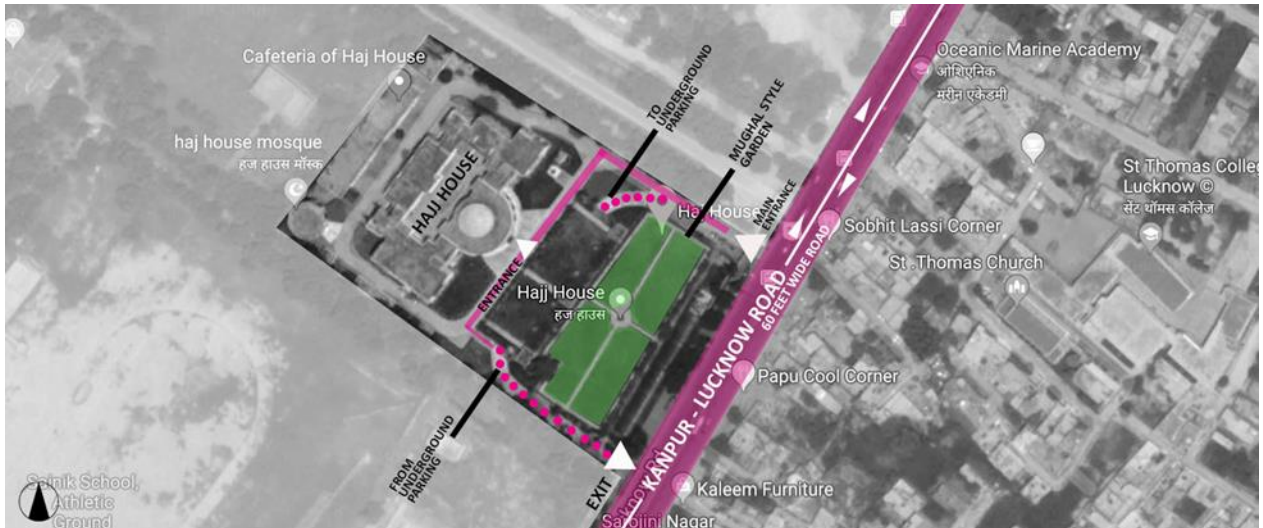 Cafeteria of Haj House
haj house mosque
हज हाउस मॉस्क
HAJJ HOUSE
TO
UNDERGROUND
PARKING
MUGHAL STYLE
GARDEN
MAIN
ENTRANCE
ENTRANCE
Hajj House
हज हाउस
FROM
UNDERGROUND
PARKING
EXIT
KANPUR - LUCKNOW ROAD
60 FEET WIDE ROAD
Oceanic Marine Academy
ओशिएनिक
मरीन एकेडमी
St Thomas Colleg
Lucknow ©
सेंट थॉमस कॉलेज
Sobhit Lassi Corner
St .Thomas Church
Papu Cool Corner
Kaleem Furniture
Sarojini Nagar
Sainik School,
Athletic
Ground